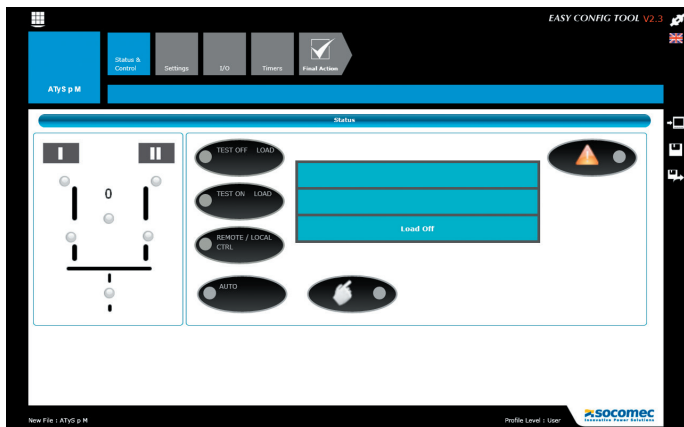 EASY CONFIG TOOL V2.3
Status & Control
Settings
I/O
Timers
Final Action
ATyS p M
Status
I
II
0
TEST OFF LOAD
TEST ON LOAD
REMOTE / LOCAL
CTRL
AUTO
Load Off
New File : ATyS p M
Profile Level : User
socomec
Innovative Power Solutions